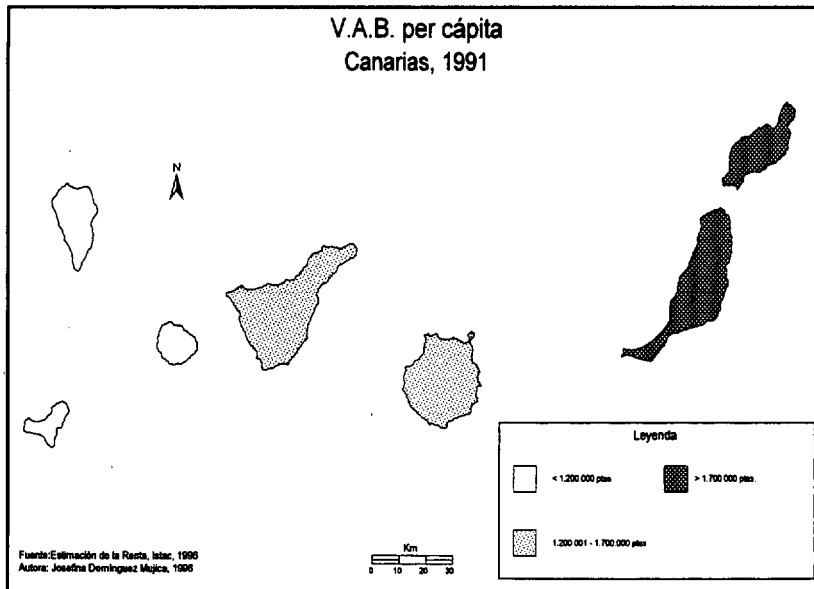 V.A.B. per cápita
Canarias, 1991
N
Leyenda
< 1.200.000 ptas.
> 1.700.000 ptas.
1.200.001 - 1.700.000 ptas
Km
0 10 20 30
Fuente:Estimación de la Renta, Istac, 1996
Autora: Josefina Domínguez Mujica, 1996